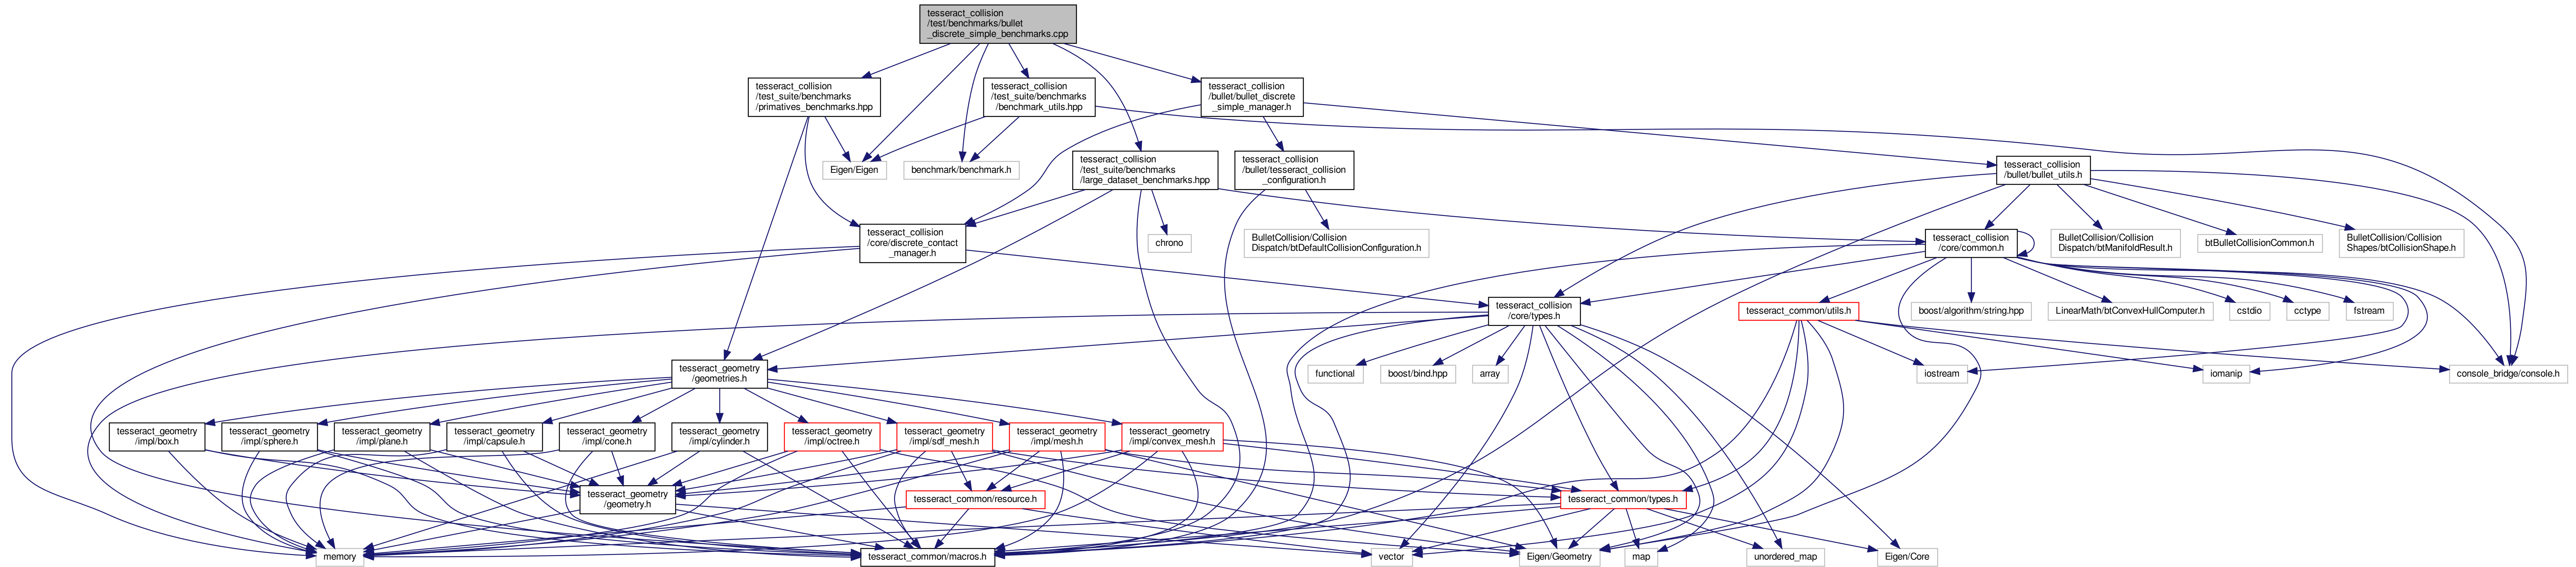 tesseract_collision
/test/benchmarks/bullet
_discrete_simple_benchmarks.cpp
tesseract_collision
/test_suite/benchmarks
/primatives_benchmarks.hpp
tesseract_collision
/test_suite/benchmarks
/benchmark_utils.hpp
tesseract_collision
/bullet/bullet_discrete
_simple_manager.h
Eigen/Eigen
benchmark/benchmark.h
tesseract_collision
/test_suite/benchmarks
/large_dataset_benchmarks.hpp
tesseract_collision
/bullet/tesseract_collision
_configuration.h
tesseract_collision
/bullet/bullet_utils.h
tesseract_collision
/core/discrete_contact
_manager.h
chrono
BulletCollision/Collision
Dispatch/btDefaultCollisionConfiguration.h
tesseract_collision
/core/common.h
BulletCollision/Collision
Dispatch/btManifoldResult.h
btBulletCollisionCommon.h
BulletCollision/Collision
Shapes/btCollisionShape.h
tesseract_collision
/core/types.h
tesseract_common/utils.h
boost/algorithm/string.hpp
LinearMath/btConvexHullComputer.h
cstdio
cctype
fstream
tesseract_geometry
/geometries.h
functional
boost/bind.hpp
array
iostream
iomanip
console_bridge/console.h
tesseract_geometry
/impl/box.h
tesseract_geometry
/impl/sphere.h
tesseract_geometry
/impl/plane.h
tesseract_geometry
/impl/capsule.h
tesseract_geometry
/impl/cone.h
tesseract_geometry
/impl/cylinder.h
tesseract_geometry
/impl/octree.h
tesseract_geometry
/impl/sdf_mesh.h
tesseract_geometry
/impl/mesh.h
tesseract_geometry
/impl/convex_mesh.h
tesseract_geometry
/geometry.h
tesseract_common/resource.h
tesseract_common/types.h
memory
tesseract_common/macros.h
vector
Eigen/Geometry
map
unordered_map
Eigen/Core